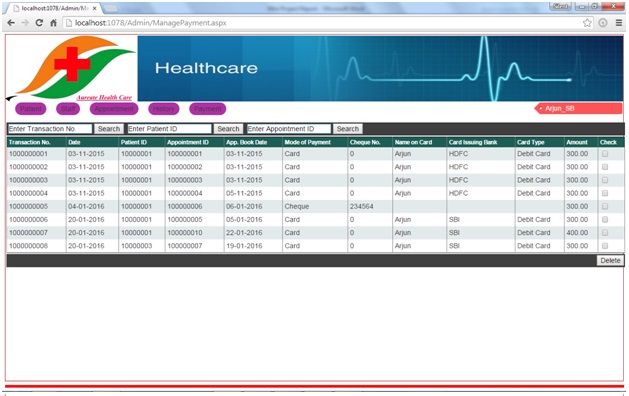 localhost:1078/Admin/Ma
localhost:1078/Admin/ManagePayment.aspx
Healthcare
Aureate Health Care
Patient Staff Appointment History Payment
Arjun_SB
Enter Transaction No. Search Enter Patient ID Search Enter Appointment ID Search
Transaction No. Date Patient ID Appointment ID App. Book Date Mode of Payment Cheque No. Name on Card Card Issuing Bank Card Type Amount Check
1000000001 03-11-2015 10000001 100000001 03-11-2015 Card 0 Arjun HDFC Debit Card 300.00
1000000002 03-11-2015 10000001 100000002 03-11-2015 Card 0 Arjun HDFC Debit Card 300.00
1000000003 03-11-2015 10000001 100000003 03-11-2015 Card 0 Arjun HDFC Debit Card 300.00
1000000004 03-11-2015 10000001 100000004 05-11-2015 Card 0 Arjun HDFC Debit Card 300.00
1000000005 04-01-2016 10000001 100000006 06-01-2016 Cheque 234564 300.00
1000000006 20-01-2016 10000001 100000005 05-01-2016 Card 0 Arjun SBI Debit Card 300.00
1000000007 20-01-2016 10000001 100000010 22-01-2016 Card 0 Arjun SBI Debit Card 400.00
1000000008 20-01-2016 10000003 100000007 19-01-2016 Card 0 Arjun SBI Debit Card 300.00
Delete